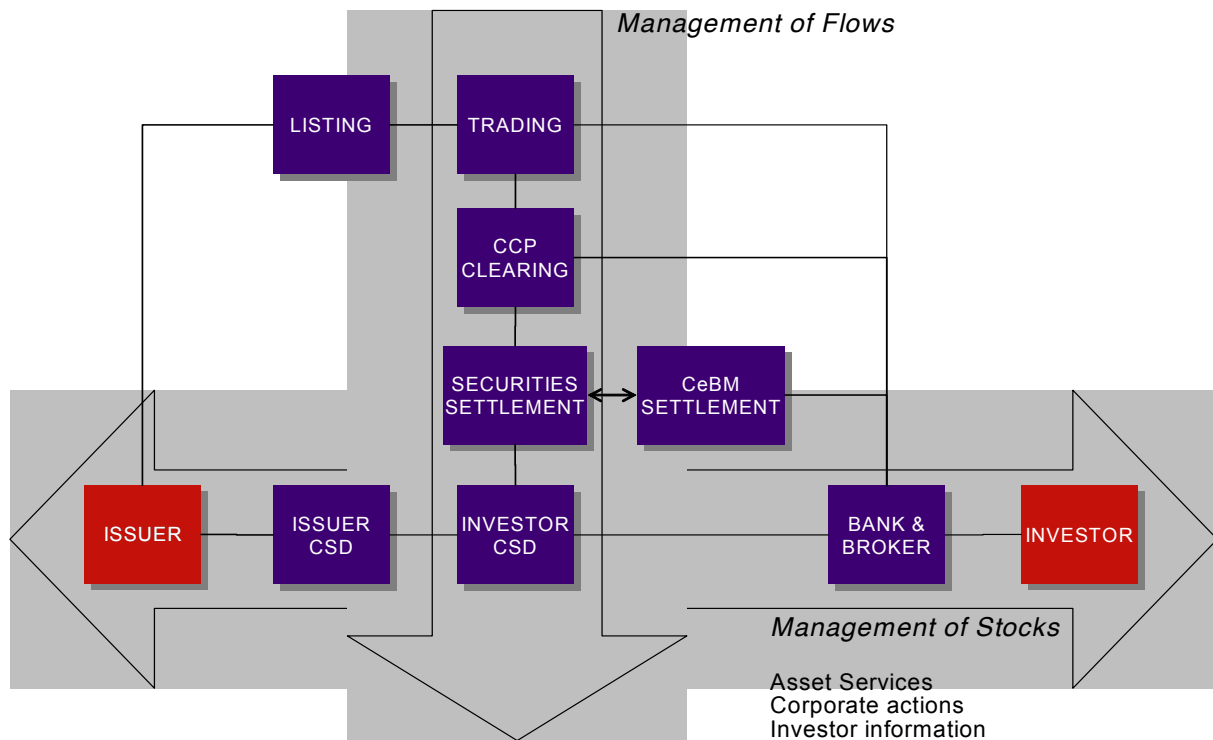 Management of Flows
LISTING
TRADING
CCP
CLEARING
SECURITIES
SETTLEMENT
CeBM
SETTLEMENT
ISSUER
ISSUER
CSD
INVESTOR
CSD
BANK &
BROKER
INVESTOR
Management of Stocks
Asset Services
Corporate actions
Investor information